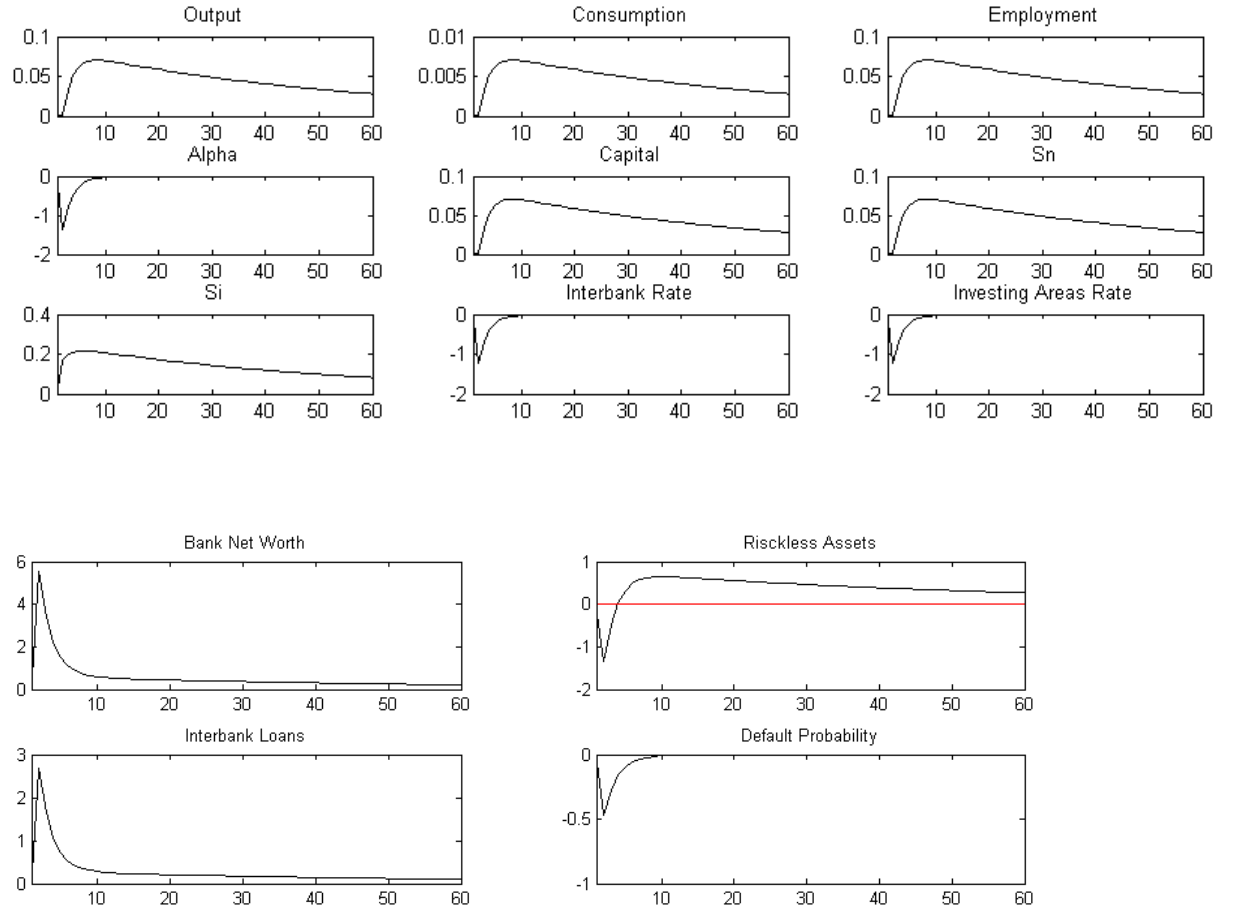 Output Consumption Employment
0.1 0.01 0.1
0.05 0.005 0.05
0 0 0
10 20 30 40 50 60 10 20 30 40 50 60 10 20 30 40 50 60
Alpha Capital Sn
0 0.1 0.1
-1 0.05 0.05
-2 0 0
10 20 30 40 50 60 10 20 30 40 50 60 10 20 30 40 50 60
Si Interbank Rate Investing Areas Rate
0.4 0 0
0.2 -1 -1
0 -2 -2
10 20 30 40 50 60 10 20 30 40 50 60 10 20 30 40 50 60
Bank Net Worth Risckless Assets
6 1
4 0
2 -1
0 -2
10 20 30 40 50 60 10 20 30 40 50 60
Interbank Loans Default Probability
3 0
2
-0.5
1
0 -1
10 20 30 40 50 60 10 20 30 40 50 60